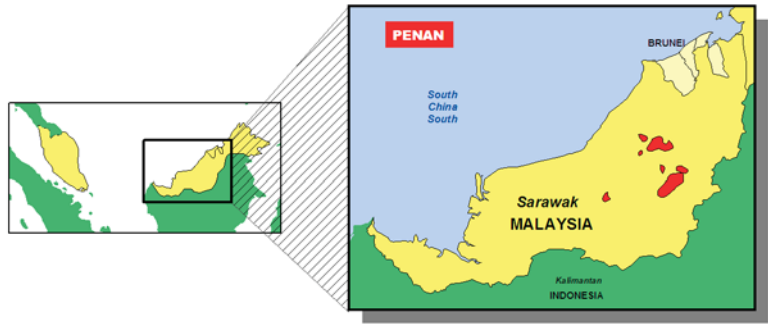 PENAN
BRUNEI
South
China
South
Sarawak
MALAYSIA
Kalimantan
INDONESIA